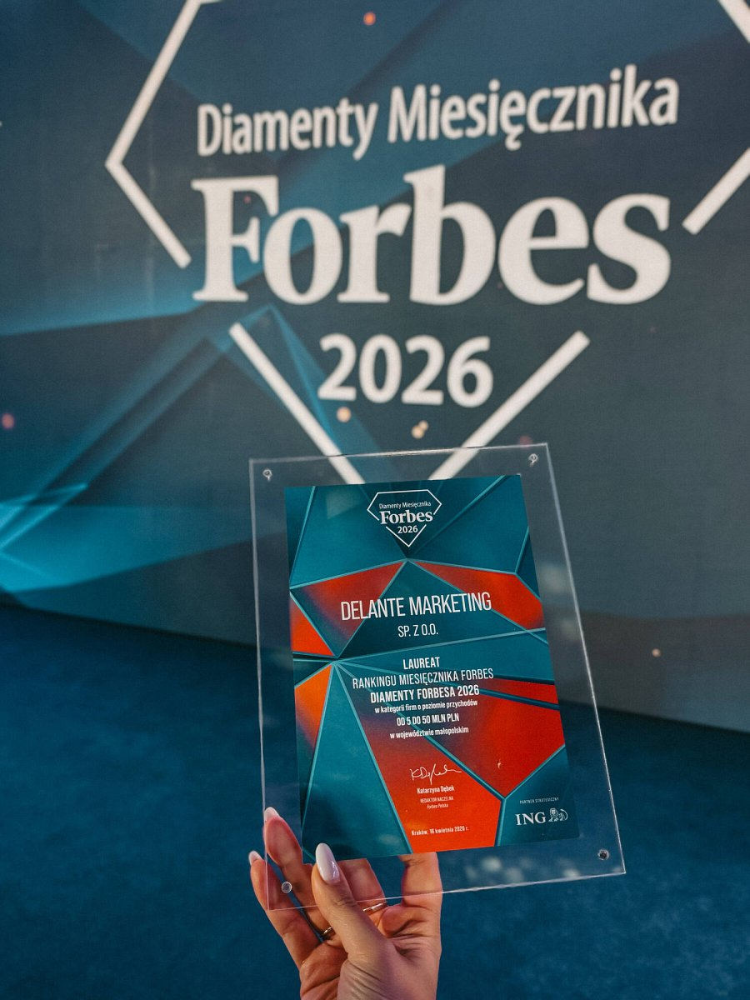 Diamenty Miesięcznika
Forbes
2026
Diamenty Miesięcznika
Forbes
2026
DELANTE MARKETING
SP. Z O.O.
LAUREAT
RANKINGU MIESIĘCZNIKA FORBES
DIAMENTY FORBESA 2026
w kategorii firm o poziomie przychodów
OD 5 DO 50 MLN PLN
w województwie małopolskim
Katarzyna Dębek
REDAKTOR NACZELNA
Forbes Polska
Kraków, 16 kwietnia 2026 r.
PARTNER STRATEGICZNY
ING